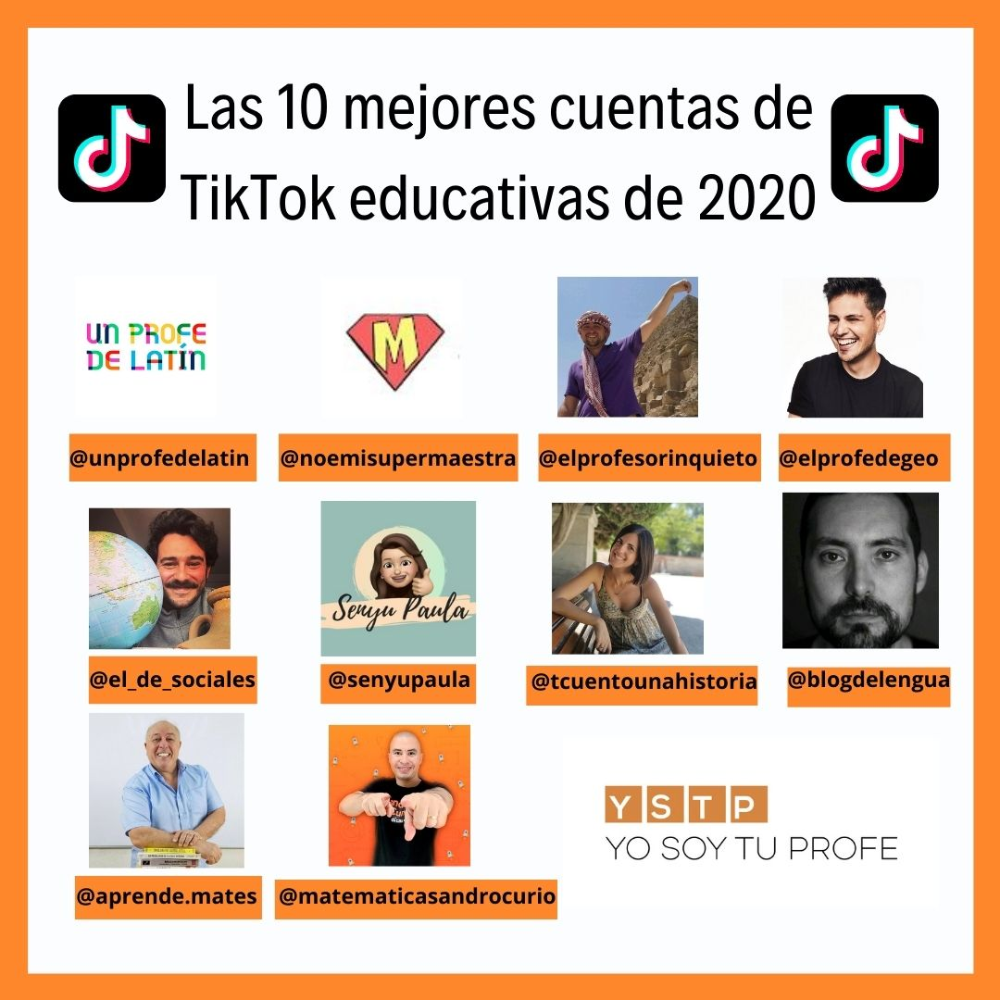 Las 10 mejores cuentas de
TikTok educativas de 2020
UN PROFE
DE LATÍN
M
@unprofedelatin
@noemisupermaestra
@elprofesorinquieto
@elprofedegeo
Senyu Paula
@el_de_sociales
@senyupaula
@tcuentounahistoria
@blogdelengua
@aprende.mates
@matematicasandrocurio
YSTP
YO SOY TU PROFE